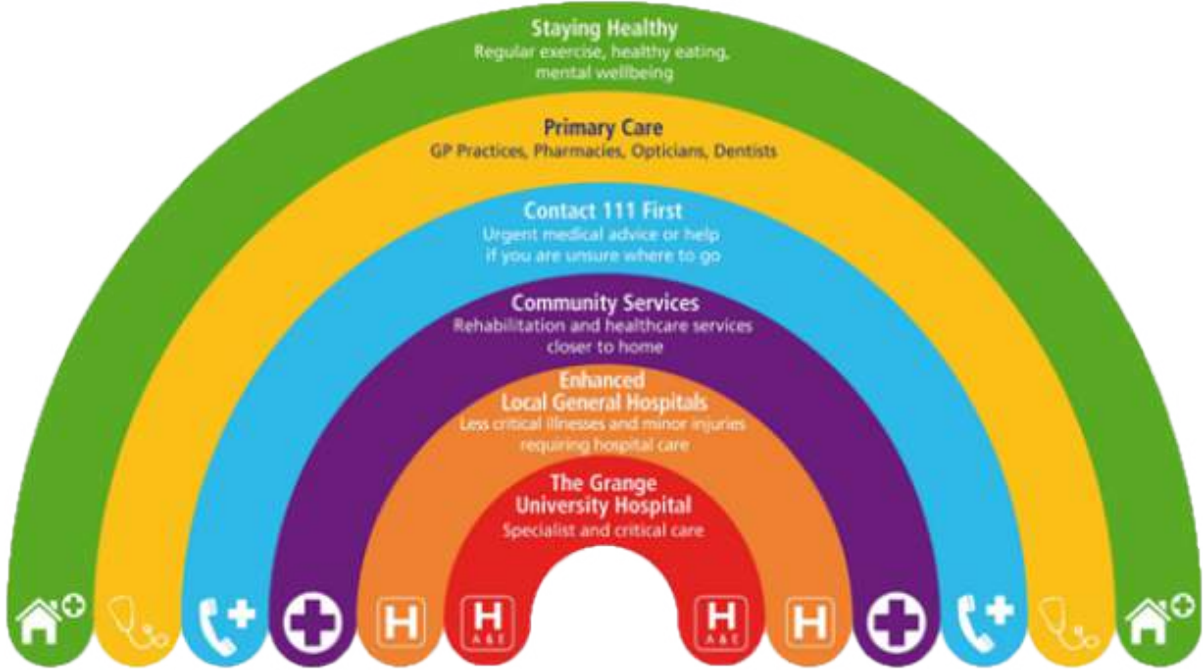 Staying Healthy
Regular exercise, healthy eating,
mental wellbeing
Primary Care
GP Practices, Pharmacies, Opticians, Dentists
Contact 111 First
Urgent medical advice or help
if you are unsure where to go
Community Services
Rehabilitation and healthcare services
closer to home
Enhanced
Local General Hospitals
Less critical illnesses and minor injuries
requiring hospital care
The Grange
University Hospital
Specialist and critical care
H
H
A & E
H
A & E
H